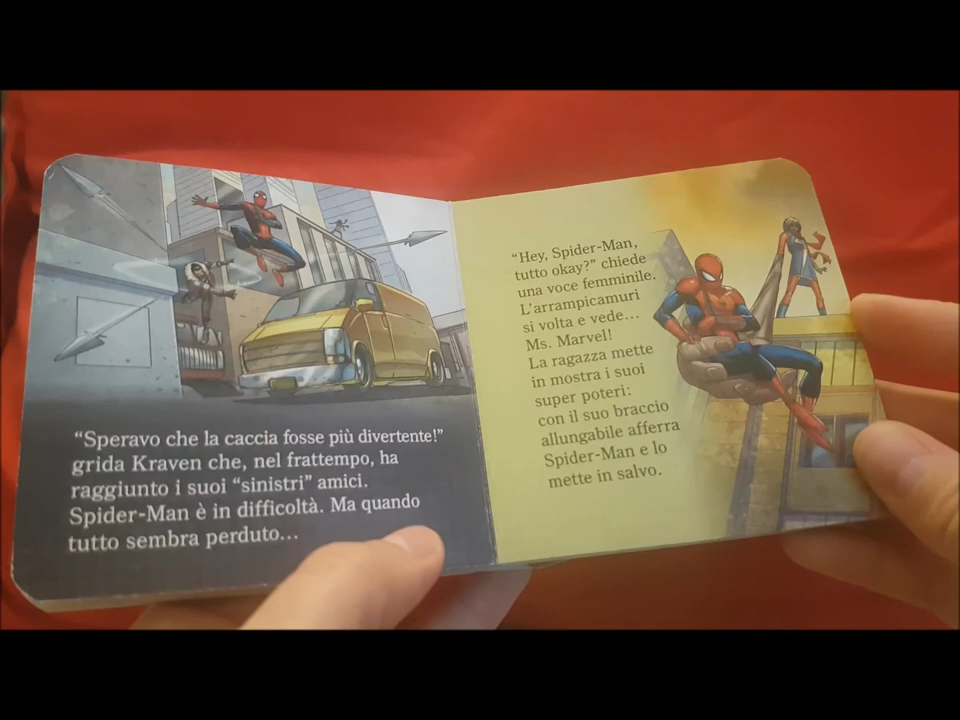 “Speravo che la caccia fosse più divertente!”
grida Kraven che, nel frattempo, ha
raggiunto i suoi “sinistri” amici.
Spider-Man è in difficoltà. Ma quando
tutto sembra perduto...
“Hey, Spider-Man,
tutto okay?” chiede
una voce femminile.
L’arrampicamuri
si volta e vede...
Ms. Marvel!
La ragazza mette
in mostra i suoi
super poteri:
con il suo braccio
allungabile afferra
Spider-Man e lo
mette in salvo.